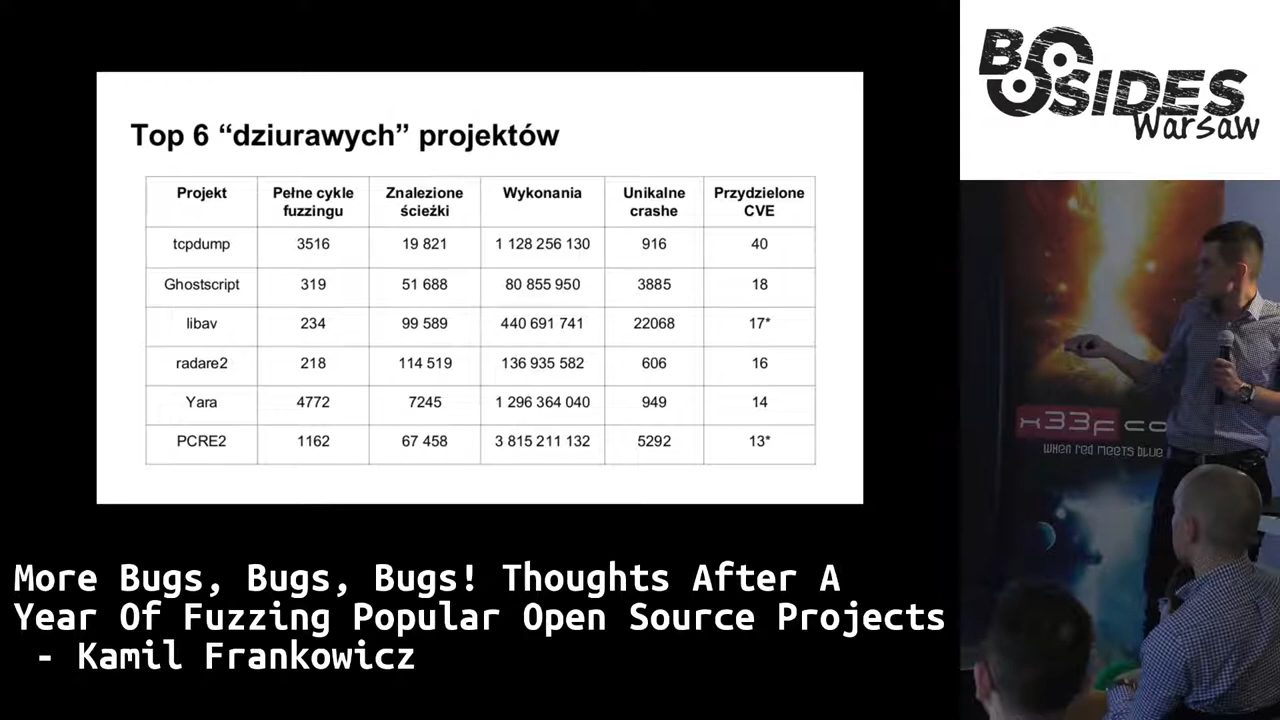 BSIDES
Warsaw
Top 6 “dziurawych” projektów
Projekt Pełne cykle fuzzingu Znalezione ścieżki Wykonania Unikalne crashe Przydzielone CVE
tcpdump 3516 19 821 1 128 256 130 916 40
Ghostscript 319 51 688 80 855 950 3885 18
libav 234 99 589 440 691 741 22068 17*
radare2 218 114 519 136 935 582 606 16
Yara 4772 7245 1 296 364 040 949 14
PCRE2 1162 67 458 3 815 211 132 5292 13*
x33f co
When red meets blue
More Bugs, Bugs, Bugs! Thoughts After A
Year Of Fuzzing Popular Open Source Projects
- Kamil Frankowicz